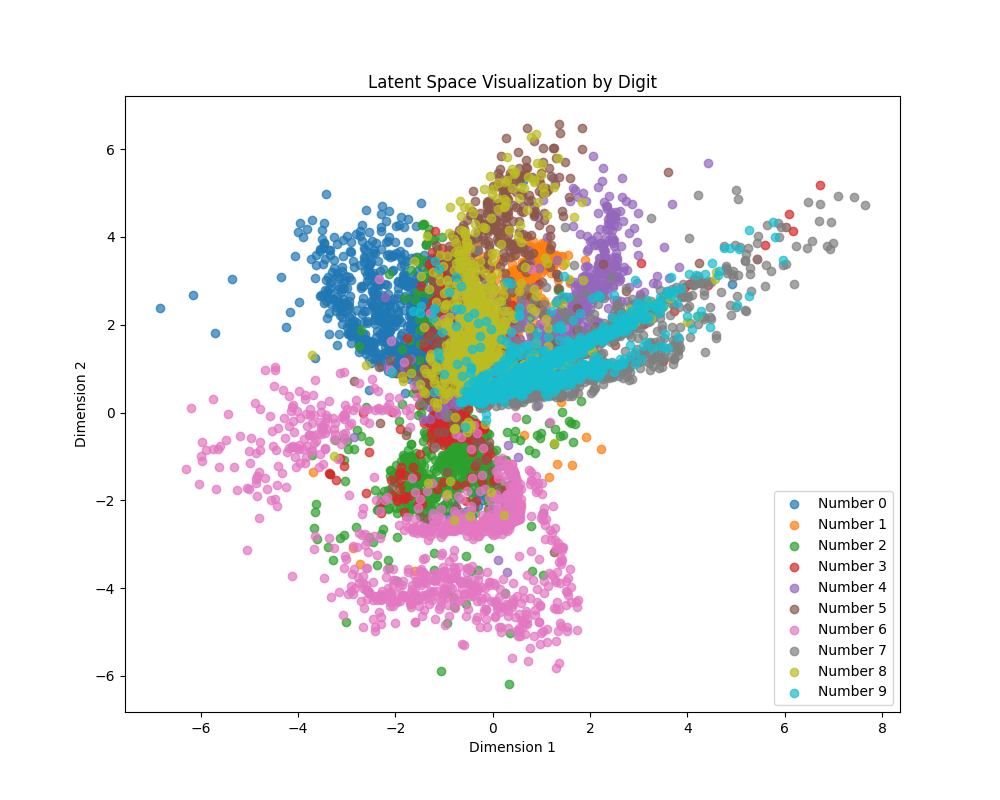 Latent Space Visualization by Digit
Dimension 2
6
4
2
0
−2
−4
−6
−6
−4
−2
0
2
4
6
8
Dimension 1
Number 0
Number 1
Number 2
Number 3
Number 4
Number 5
Number 6
Number 7
Number 8
Number 9